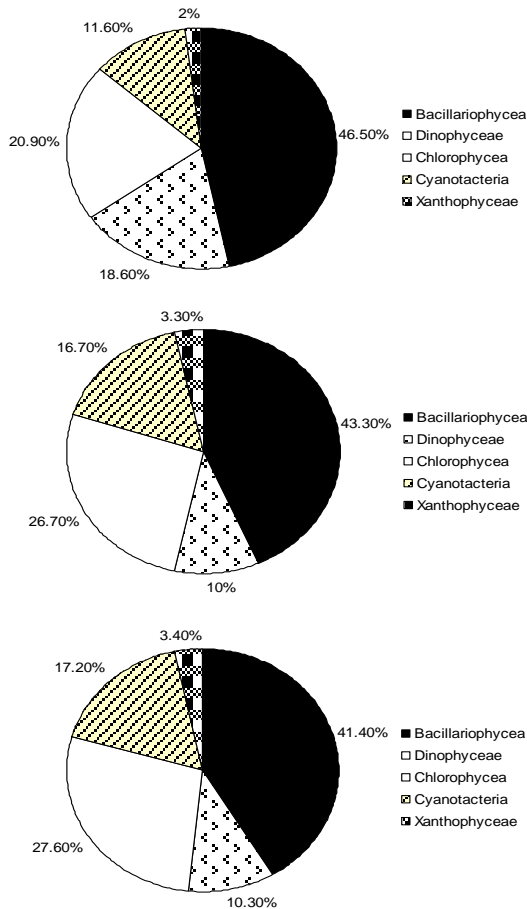 2%
11.60%
46.50%
20.90%
18.60%
Bacillariophycea
Dinophyceae
Chlorophycea
Cyanotacteria
Xanthophyceae
3.30%
16.70%
43.30%
26.70%
10%
Bacillariophycea
Dinophyceae
Chlorophycea
Cyanotacteria
Xanthophyceae
3.40%
17.20%
41.40%
27.60%
10.30%
Bacillariophycea
Dinophyceae
Chlorophycea
Cyanotacteria
Xanthophyceae